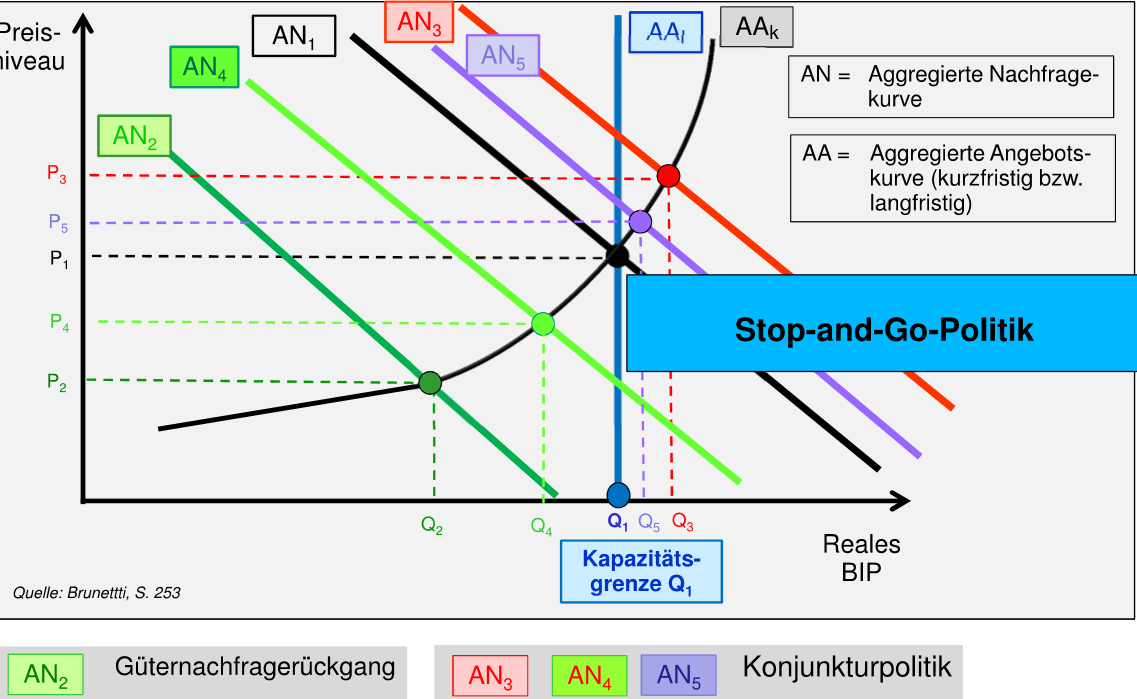 Preis-
niveau
AN₁
AN₃
AN₅
AAₗ
AAₖ
AN₄
AN₂
AN = Aggregierte Nachfrage-
kurve
AA = Aggregierte Angebots-
kurve (kurzfristig bzw.
langfristig)
P₃
P₅
P₁
P₄
P₂
Stop-and-Go-Politik
Q₂
Q₄
Q₁
Q₅
Q₃
Kapazitäts-
grenze Q₁
Reales
BIP
Quelle: Brunettti, S. 253
AN₂ Güternachfragerückgang
AN₃ AN₄ AN₅ Konjunkturpolitik